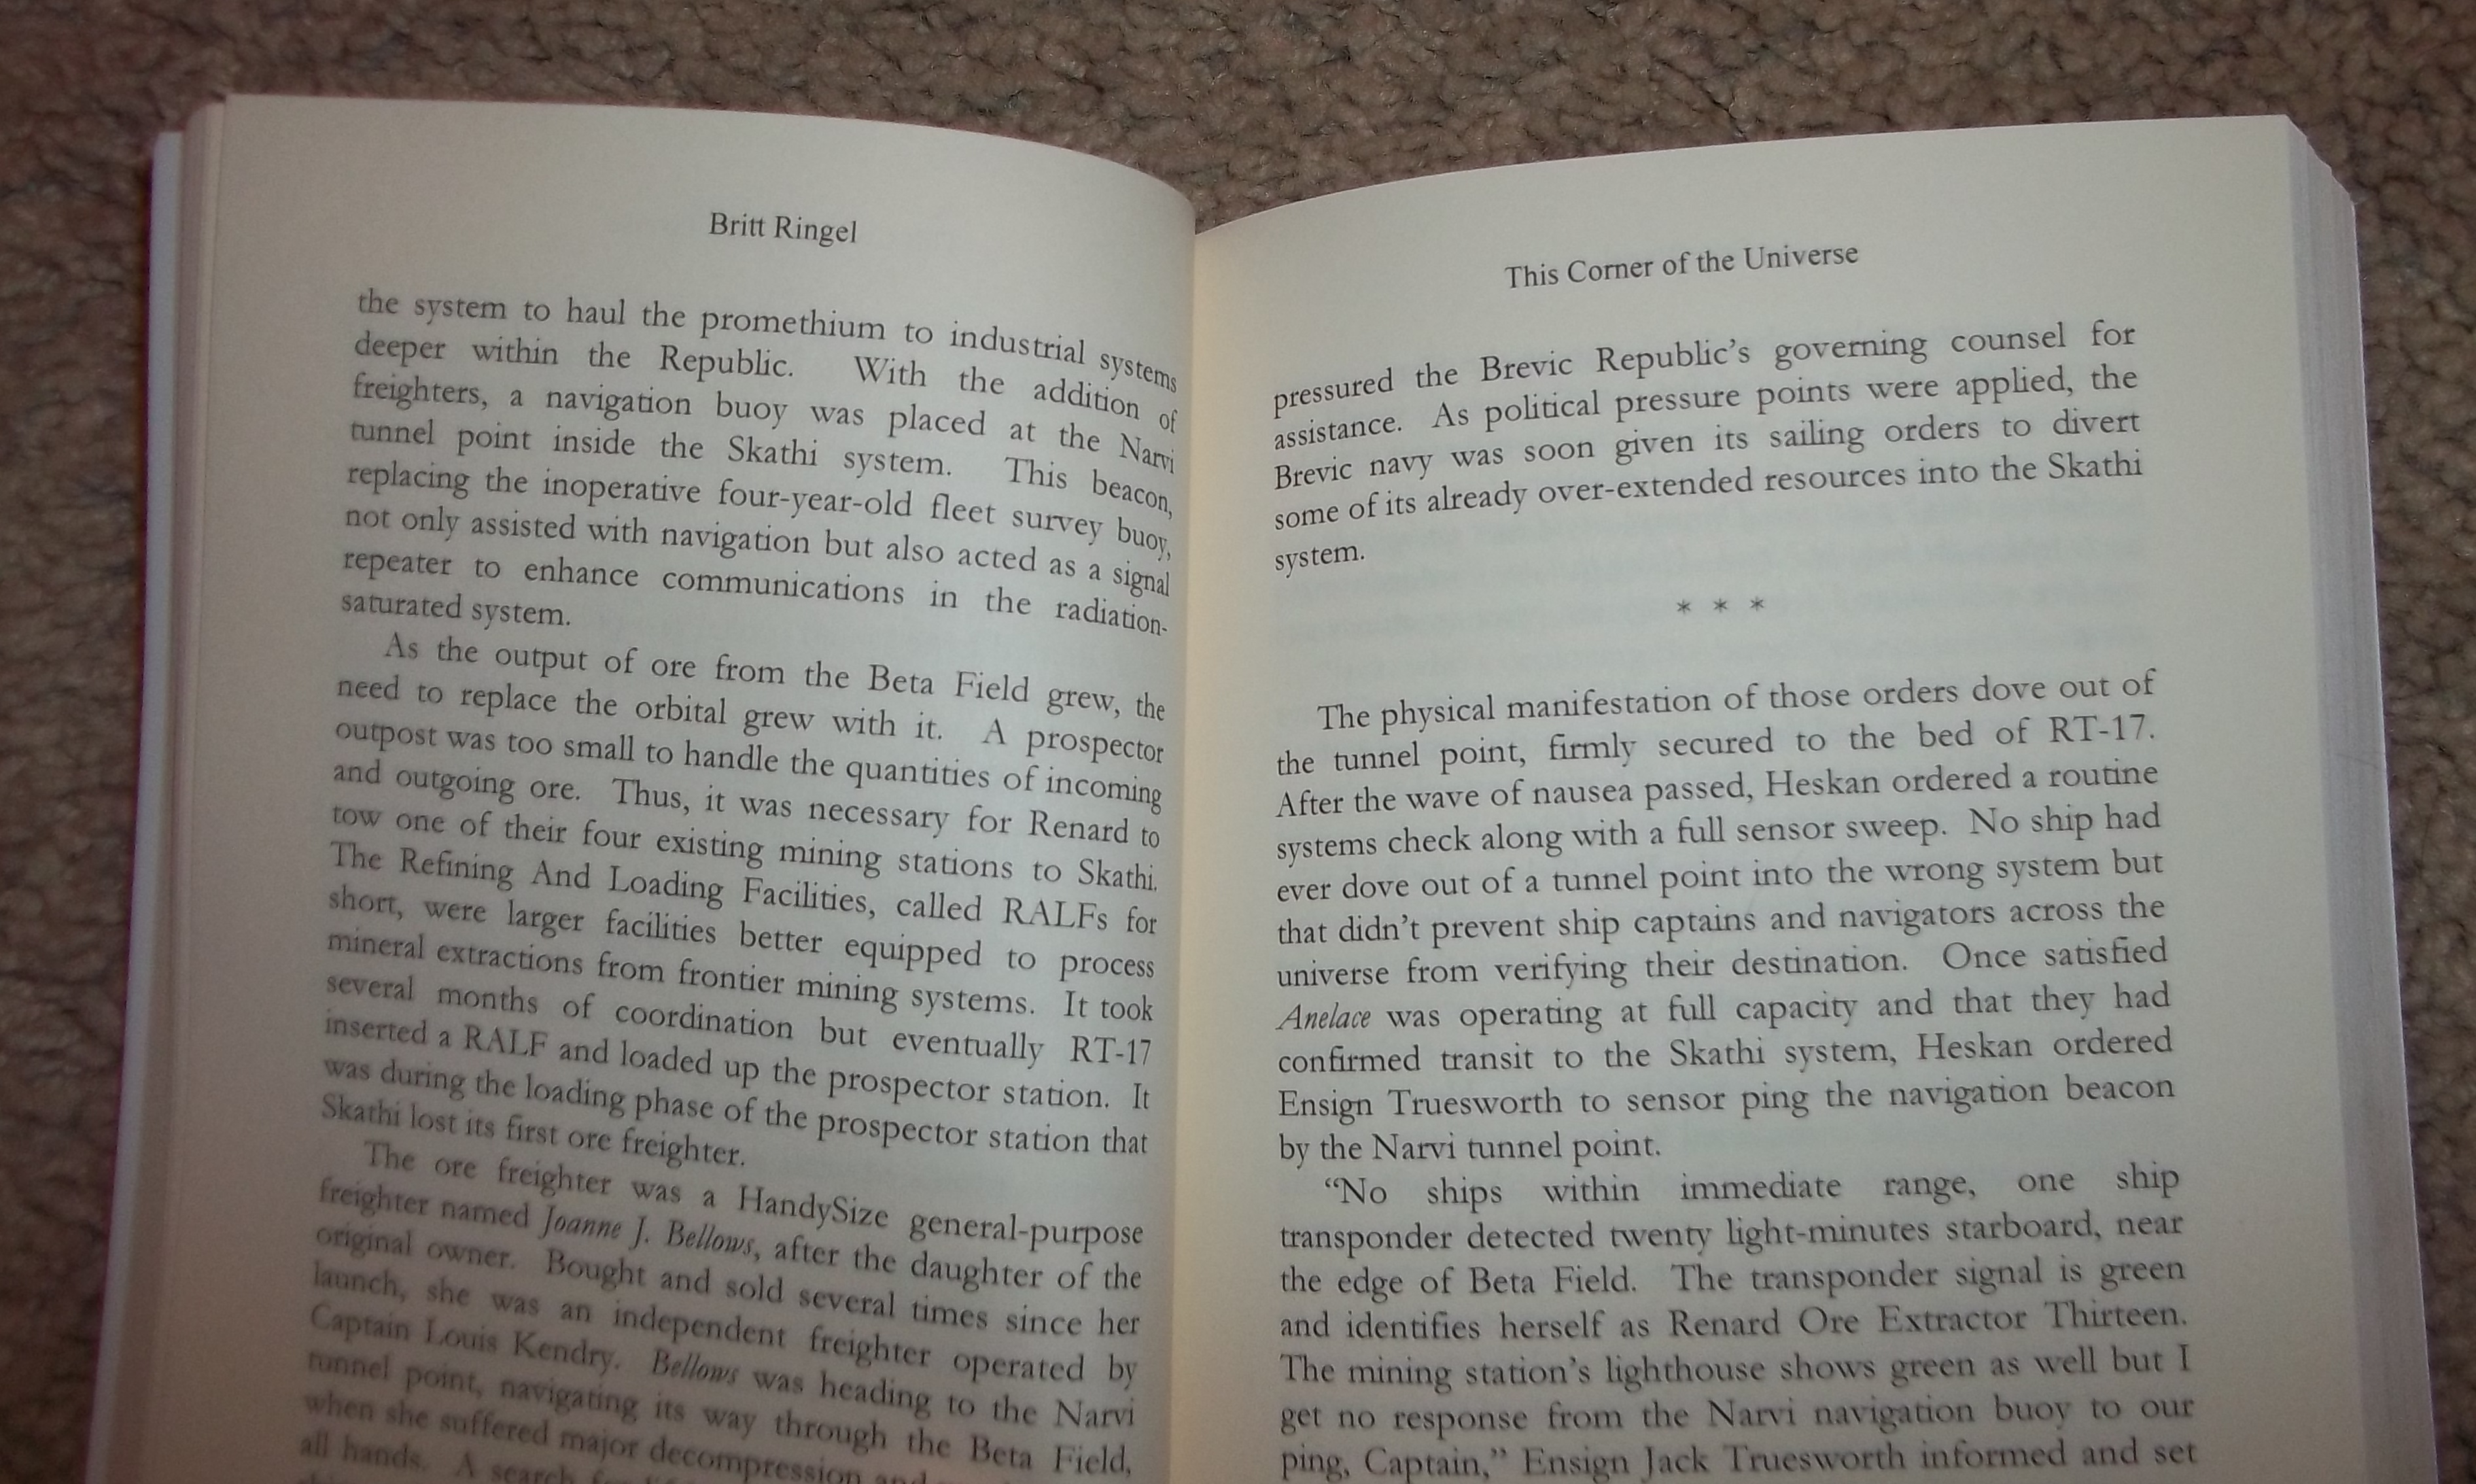 Britt Ringel
the system to haul the promethium to industrial systems
deeper within the Republic. With the addition of
freighters, a navigation buoy was placed at the Narvi
tunnel point inside the Skathi system. This beacon,
replacing the inoperative four-year-old fleet survey buoy,
not only assisted with navigation but also acted as a signal
repeater to enhance communications in the radiation-
saturated system.
As the output of ore from the Beta Field grew, the
need to replace the orbital grew with it. A prospector
outpost was too small to handle the quantities of incoming
and outgoing ore. Thus, it was necessary for Renard to
tow one of their four existing mining stations to Skathi.
The Refining And Loading Facilities, called RALFs for
short, were larger facilities better equipped to process
mineral extractions from frontier mining systems. It took
several months of coordination but eventually RT-17
inserted a RALF and loaded up the prospector station. It
was during the loading phase of the prospector station that
Skathi lost its first ore freighter.
The ore freighter was a HandySize general-purpose
freighter named Joanne J. Bellows, after the daughter of the
original owner. Bought and sold several times since her
launch, she was an independent freighter operated by
Captain Louis Kendry. Bellows was heading to the Narvi
tunnel point, navigating its way through the Beta Field,
when she suffered major decompression and
all hands. A search
This Corner of the Universe
pressured the Brevic Republic's governing counsel for
assistance. As political pressure points were applied, the
Brevic navy was soon given its sailing orders to divert
some of its already over-extended resources into the Skathi
system.
* * *
The physical manifestation of those orders dove out of
the tunnel point, firmly secured to the bed of RT-17.
After the wave of nausea passed, Heskan ordered a routine
systems check along with a full sensor sweep. No ship had
ever dove out of a tunnel point into the wrong system but
that didn't prevent ship captains and navigators across the
universe from verifying their destination. Once satisfied
Anelace was operating at full capacity and that they had
confirmed transit to the Skathi system, Heskan ordered
Ensign Truesworth to sensor ping the navigation beacon
by the Narvi tunnel point.
“No ships within immediate range, one ship
transponder detected twenty light-minutes starboard, near
the edge of Beta Field. The transponder signal is green
and identifies herself as Renard Ore Extractor Thirteen.
The mining station's lighthouse shows green as well but I
get no response from the Narvi navigation buoy to our
ping, Captain,” Ensign Jack Truesworth informed and set